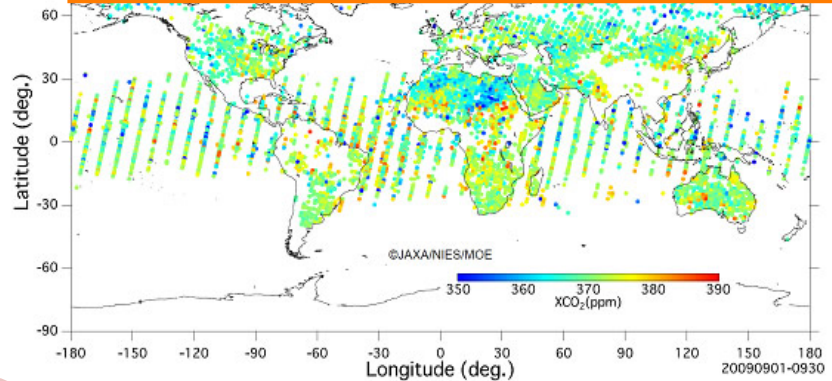 60
30
0
-30
-60
-90
Latitude (deg.)
©JAXA/NIES/MOE
350 360 370 380 390
XCO2(ppm)
-180 -150 -120 -90 -60 -30 0 30 60 90 120 150 180
Longitude (deg.)
20090901-0930